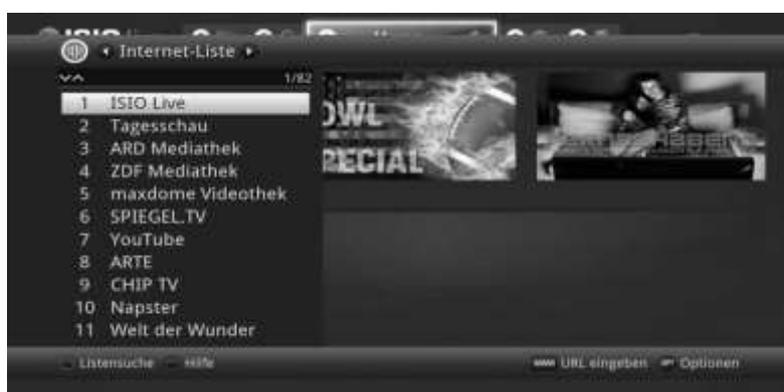 ISIO
Internet-Liste
1/82
1 ISIO Live
2 Tagesschau
3 ARD Mediathek
4 ZDF Mediathek
5 maxdome Videothek
6 SPIEGEL.TV
7 YouTube
8 ARTE
9 CHIP TV
10 Napster
11 Welt der Wunder
OWL
SPECIAL
Listensuche Hilfe
URL eingeben Optionen